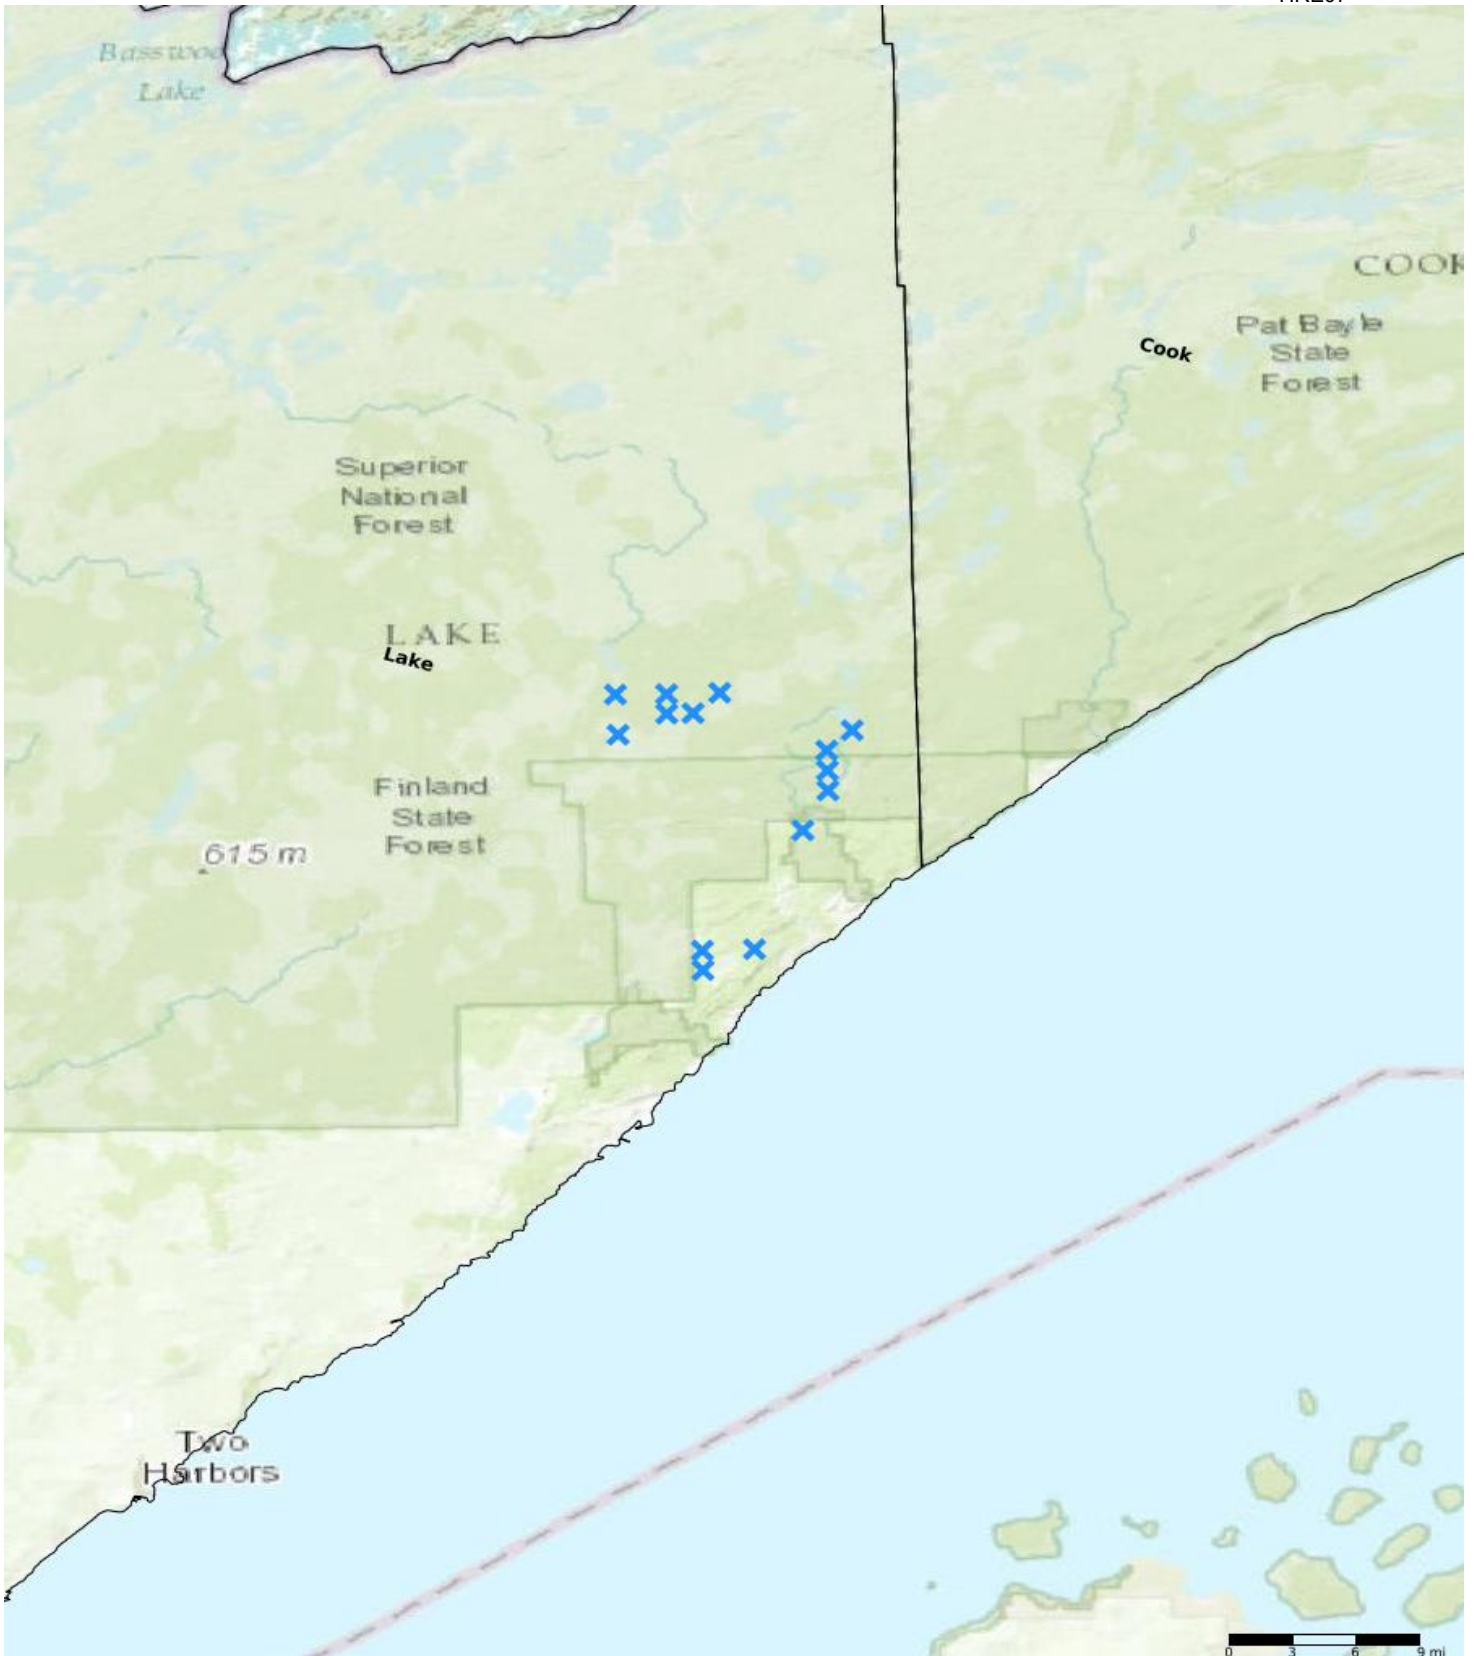 Basswoo
Lake
COOK
Cook
Pat Bayle
State
Forest
Superior
National
Forest
LAKE
Lake
Finland
State
Forest
615 m
Two
Harbors
0 3 6 9 mi